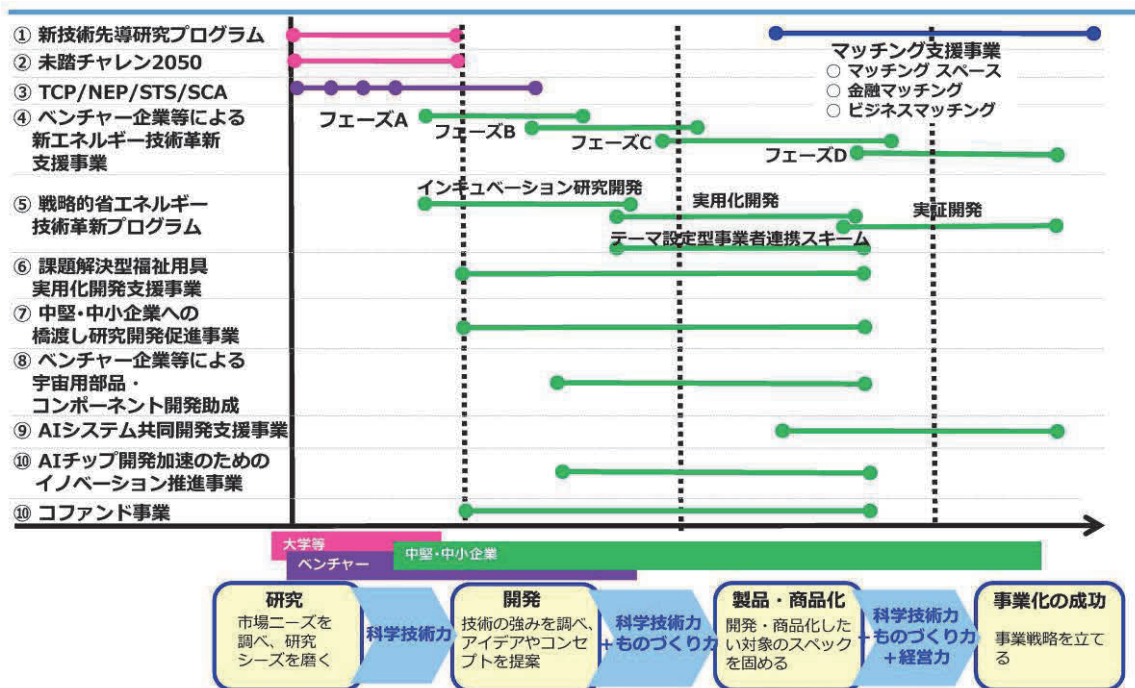 ① 新技術先導研究プログラム
② 未踏チャレン2050
③ TCP/NEP/STS/SCA
④ ベンチャー企業等による
新エネルギー技術革新
支援事業
フェーズA
フェーズB
フェーズC
フェーズD
マッチング支援事業
○ マッチング スペース
○ 金融マッチング
○ ビジネスマッチング
⑤ 戦略的省エネルギー
技術革新プログラム
インキュベーション研究開発
実用化開発
実証開発
テーマ設定型事業者連携スキーム
⑥ 課題解決型福祉用具
実用化開発支援事業
⑦ 中堅・中小企業への
橋渡し研究開発促進事業
⑧ ベンチャー企業等による
宇宙用部品・
コンポーネント開発助成
⑨ AIシステム共同開発支援事業
⑩ AIチップ開発加速のための
イノベーション推進事業
⑩ コファンド事業
大学等
ベンチャー
中堅・中小企業
研究
市場ニーズを
調べ、研究
シーズを磨く
科学技術力
開発
技術の強みを調べ、
アイデアやコンセ
プトを提案
科学技術力
+ものづくり力
製品・商品化
開発・商品化した
い対象のスペック
を固める
科学技術力
+ものづくり力
+経営力
事業化の成功
事業戦略を立て
る